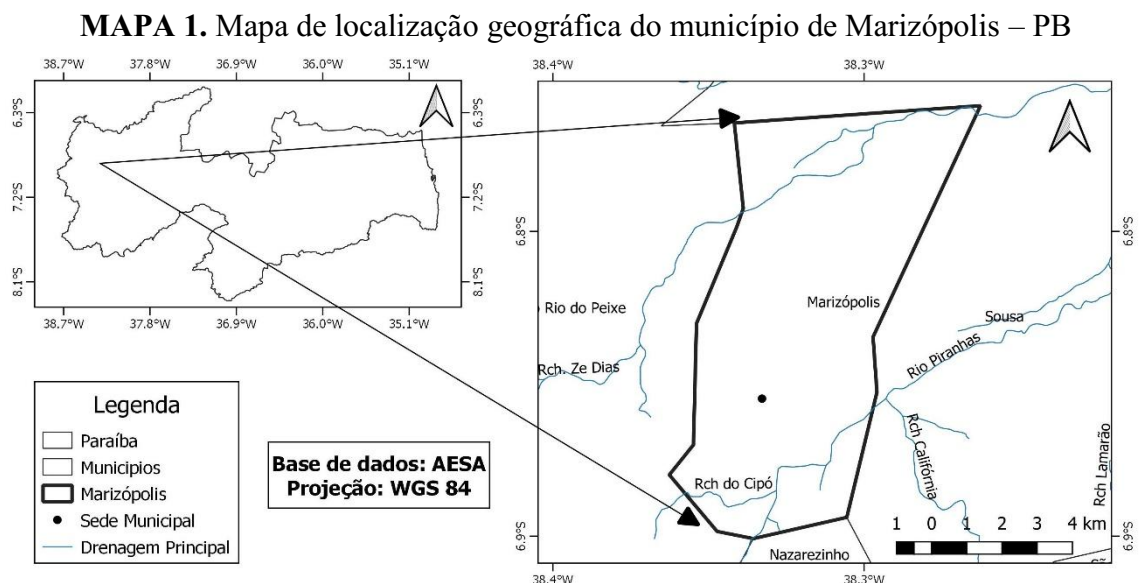 MAPA 1. Mapa de localização geográfica do município de Marizópolis – PB
38.7°W 37.8°W 36.9°W 36.0°W 35.1°W
6.3°S 6.3°S
7.2°S 7.2°S
8.1°S 8.1°S
38.7°W 37.8°W 36.9°W 36.0°W 35.1°W
Legenda
Paraíba
Municipios
Marizópolis
Sede Municipal
Drenagem Principal
Base de dados: AESA
Projeção: WGS 84
38.4°W 38.3°W
6.8°S 6.8°S
Marizópolis
o Rio do Peixe
Sousa
Rio Piranhas
Rch. Ze Dias
Rch Califórnia
Rch Lamarão
Rch do Cipó
1 0 1 2 3 4 km
6.9°S 6.9°S
Nazarezinho
38.4°W 38.3°W